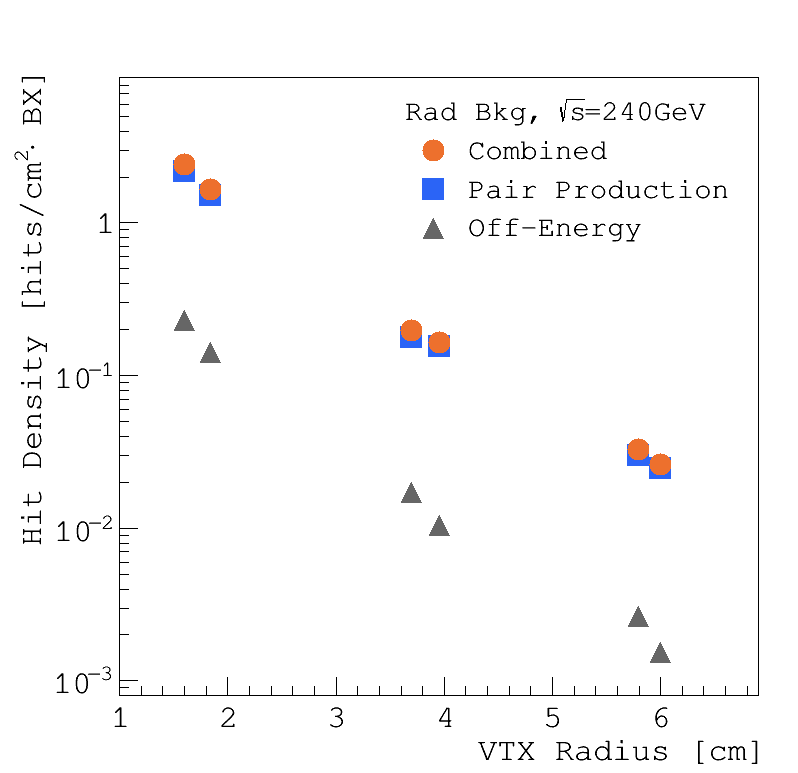 Rad Bkg, √s=240GeV
Combined
Pair Production
Off-Energy
Hit Density [hits/cm²· BX]
1
10⁻¹
10⁻²
10⁻³
1 2 3 4 5 6
VTX Radius [cm]